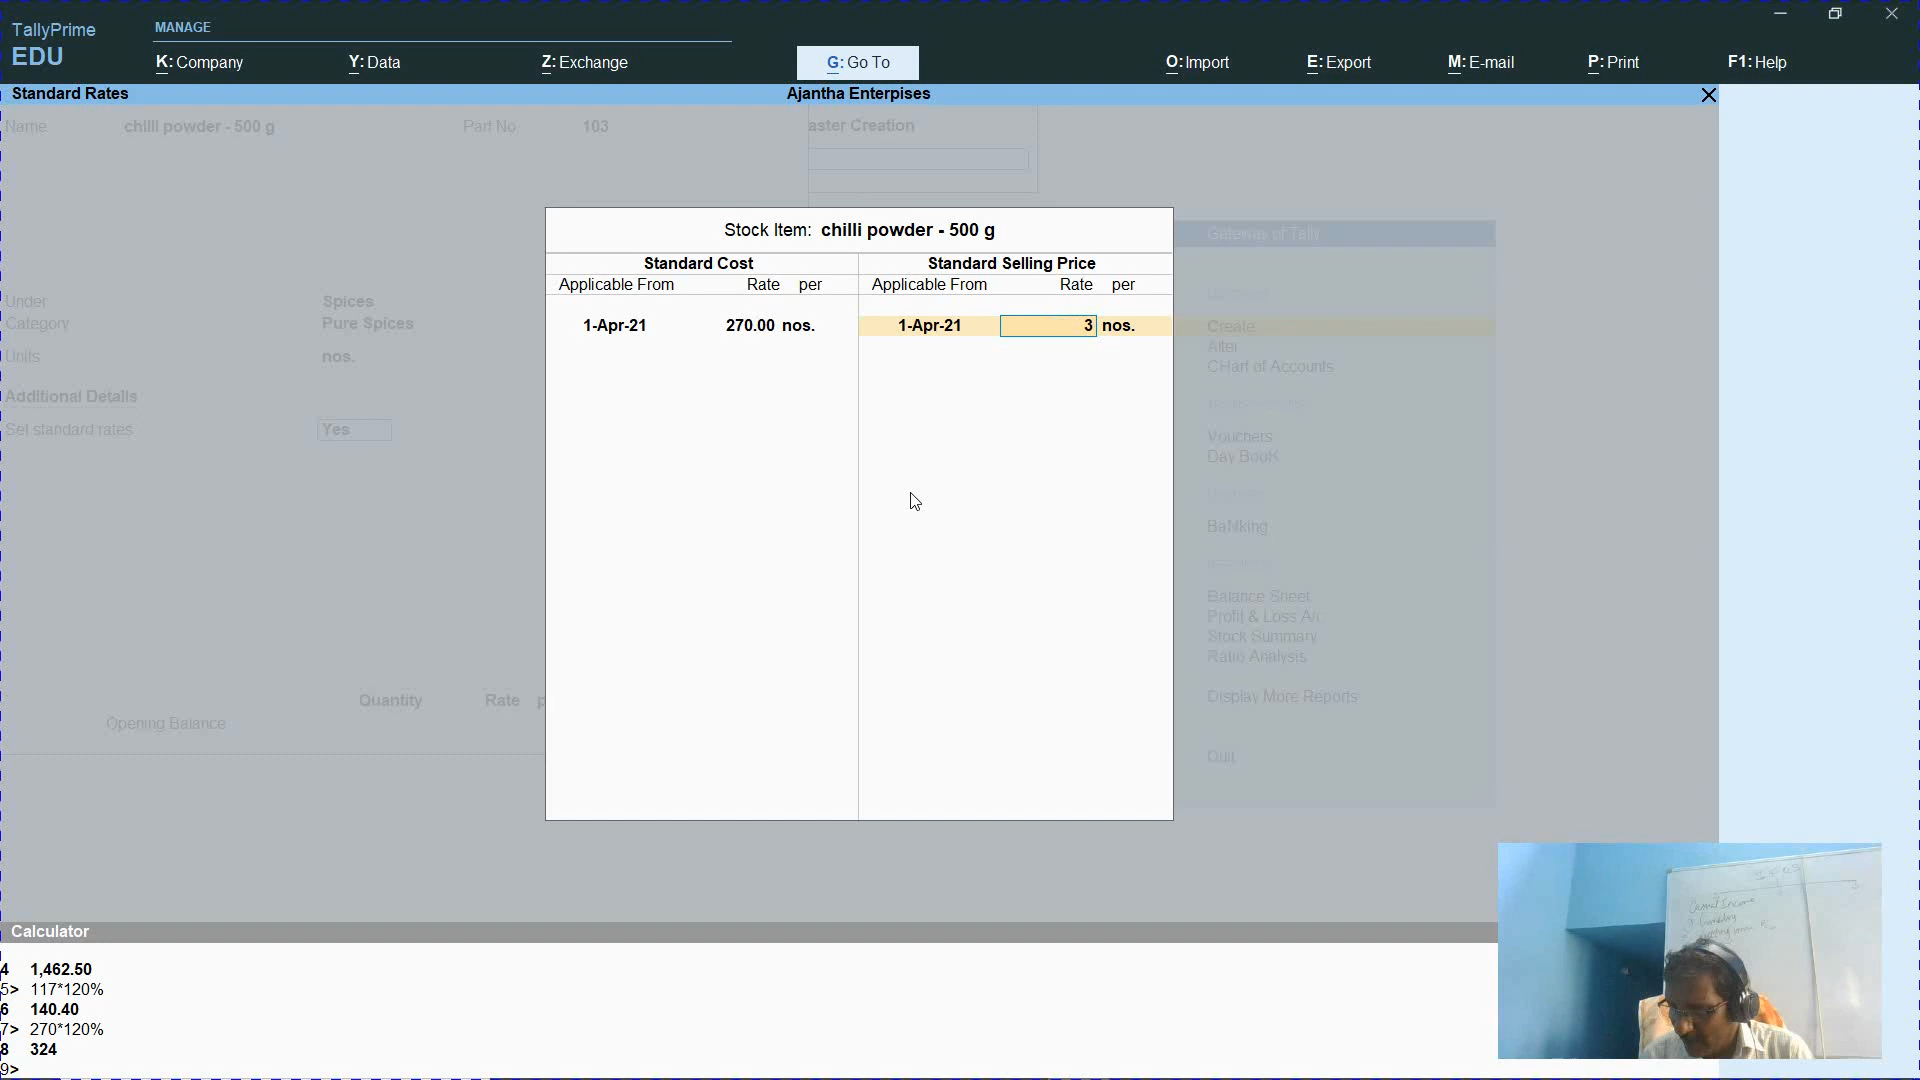 TallyPrime
EDU
MANAGE
K: Company
Y: Data
Z: Exchange
G: Go To
O: Import
E: Export
M: E-mail
P: Print
F1: Help
Standard Rates
Ajantha Enterpises
Name
chilli powder - 500 g
Part No
103
aster Creation
Stock Item: chilli powder - 500 g
Standard Cost
Standard Selling Price
Applicable From Rate per
Applicable From Rate per
1-Apr-21 270.00 nos.
1-Apr-21 3 nos.
Under Spices
Category Pure Spices
Units nos.
Additional Details
Set standard rates Yes
Quantity Rate p
Opening Balance
Gateway of Tally
Create
Alter
CHart of Accounts
Vouchers
Day BooK
BaNking
Balance Sheet
Profit & Loss A/c
Stock Summary
Ratio Analysis
Display More Reports
Quit
Calculator
4 1,462.50
5> 117*120%
6 140.40
7> 270*120%
8 324
9>